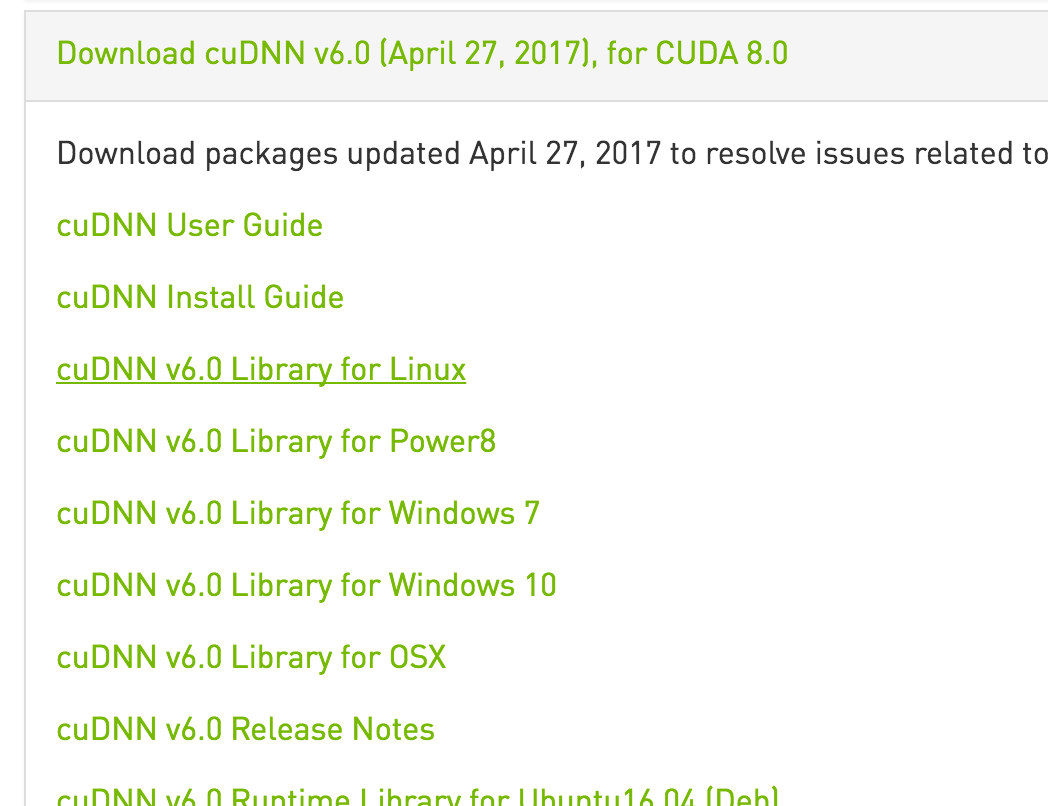 Download cuDNN v6.0 (April 27, 2017), for CUDA 8.0
Download packages updated April 27, 2017 to resolve issues related to
cuDNN User Guide
cuDNN Install Guide
cuDNN v6.0 Library for Linux
cuDNN v6.0 Library for Power8
cuDNN v6.0 Library for Windows 7
cuDNN v6.0 Library for Windows 10
cuDNN v6.0 Library for OSX
cuDNN v6.0 Release Notes
cuDNN v6.0 Runtime Library for Ubuntu16.04 (Deb)